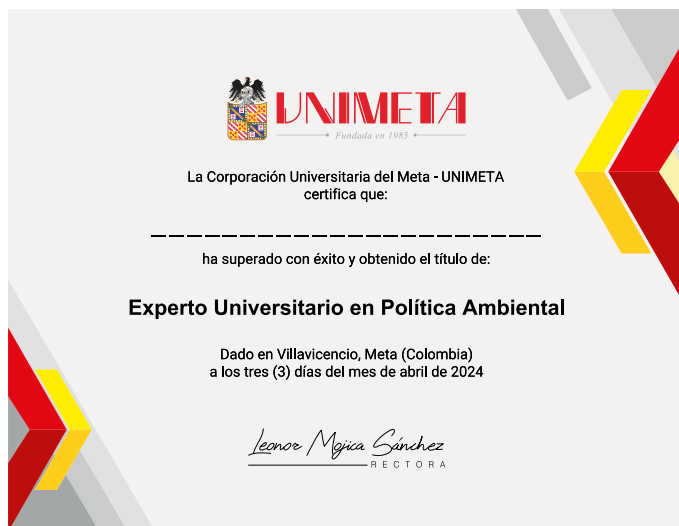 UNIMETA
Fundada en 1985
La Corporación Universitaria del Meta - UNIMETA
certifica que:
ha superado con éxito y obtenido el título de:
Experto Universitario en Política Ambiental
Dado en Villavicencio, Meta (Colombia)
a los tres (3) días del mes de abril de 2024
Leonor Mojica Sánchez
RECTORA